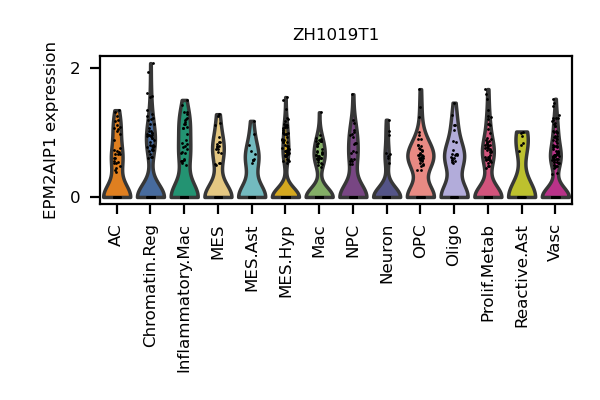 ZH1019T1
EPM2AIP1 expression
2
0
AC
Chromatin.Reg
Inflammatory.Mac
MES
MES.Ast
MES.Hyp
Mac
NPC
Neuron
OPC
Oligo
Prolif.Metab
Reactive.Ast
Vasc